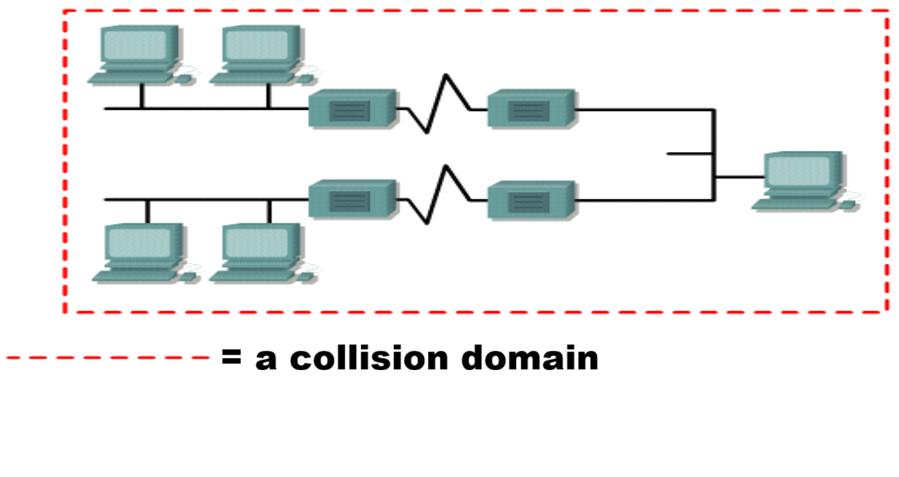 = a collision domain